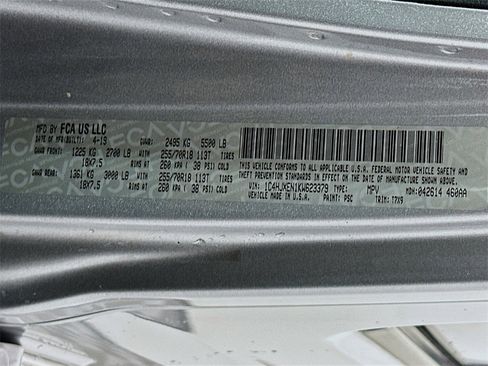 MFD BY FCA US LLC
DATE OF MFR(BUILT): 4-19 GVWR: 2495 KG 5500 LB
GAWR FRONT: 1225 KG 2700 LB WITH 255/70R18 113T TIRES
18X7.5 RIMS AT 260 KPA ( 38 PSI) COLD
GAWR REAR: 1361 KG 3000 LB WITH 255/70R18 113T TIRES
18X7.5 RIMS AT 260 KPA ( 38 PSI) COLD
THIS VEHICLE CONFORMS TO ALL APPLICABLE U.S.A. FEDERAL MOTOR VEHICLE SAFETY
AND THEFT PREVENTION STANDARDS IN EFFECT ON THE DATE OF MANUFACTURE SHOWN ABOVE.
VIN: 1C4HJXEN1KW623379 TYPE: MPV MDH: 042614 460AA
VEHICLE MADE IN U.S.A. PAINT: PSC TRIM: T7X9